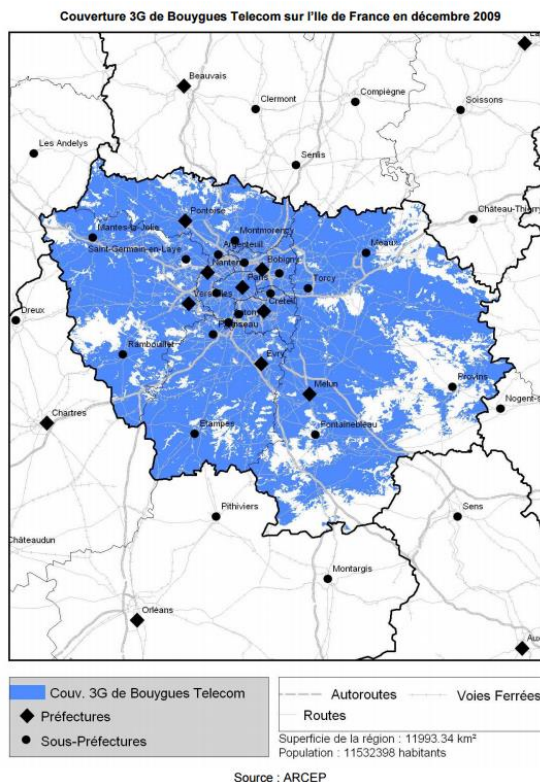 Couverture 3G de Bouygues Telecom sur l'Ile de France en décembre 2009
Beauvais
Clermont
Compiègne
Soissons
Les Andelys
Senlis
Château-Thierry
Pontoise
Montmorency
Mantes-la-Jolie
Argenteuil
Saint-Germain-en-Laye
Nanterre
Bobigny
Meaux
Paris
Torcy
Versailles
Créteil
Dreux
Palaiseau
Rambouillet
Evry
Melun
Provins
Chartres
Nogent-
Etampes
Fontainebleau
Pithiviers
Sens
Châteaudun
Montargis
Orléans
Aux
Couv. 3G de Bouygues Telecom
Préfectures
Sous-Préfectures
Autoroutes
Voies Ferrées
Routes
Superficie de la région : 11993.34 km²
Population : 11532398 habitants
Source : ARCEP